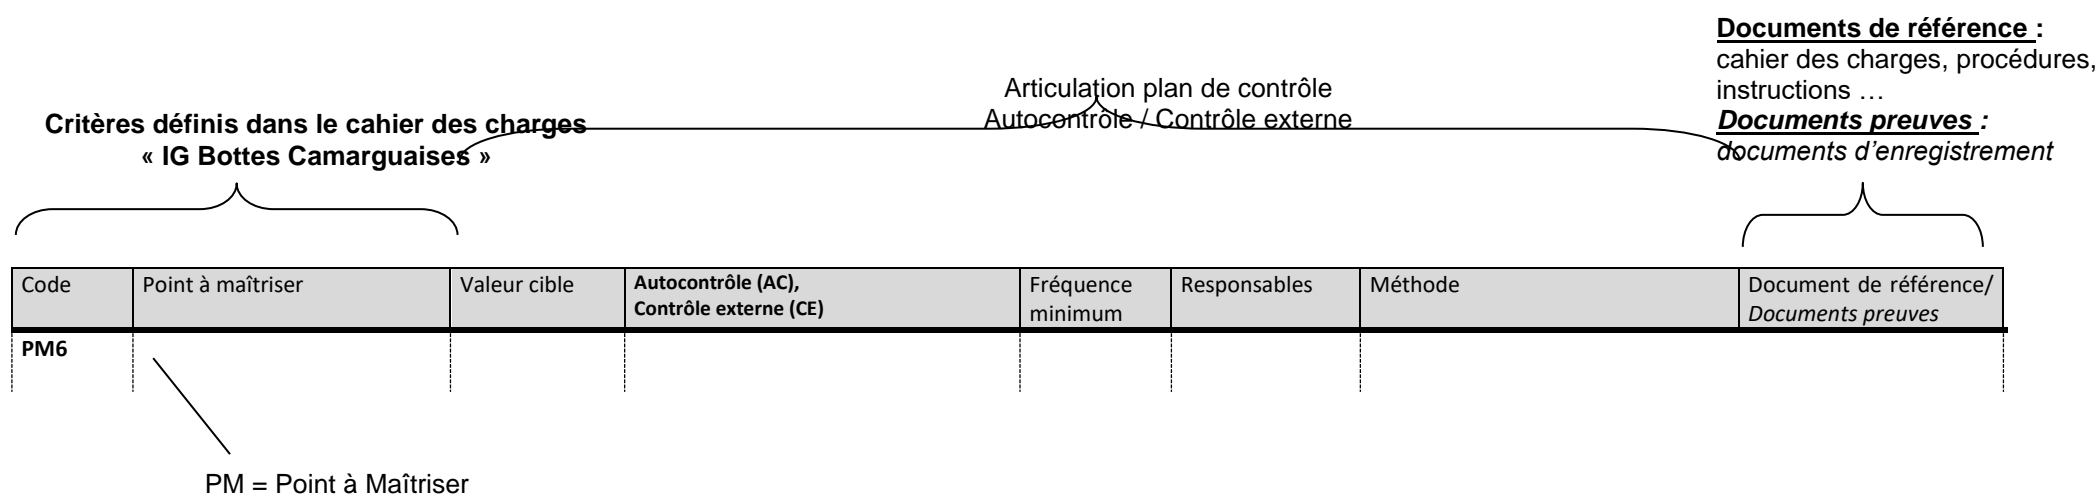 Documents de référence :
cahier des charges, procédures,
instructions …
Documents preuves :
documents d’enregistrement
Articulation plan de contrôle
Autocontrôle / Contrôle externe
Critères définis dans le cahier des charges
« IG Bottes Camarguaises »
Code
Point à maîtriser
Valeur cible
Autocontrôle (AC),
Contrôle externe (CE)
Fréquence
minimum
Responsables
Méthode
Document de référence/
Documents preuves
PM6
PM = Point à Maîtriser